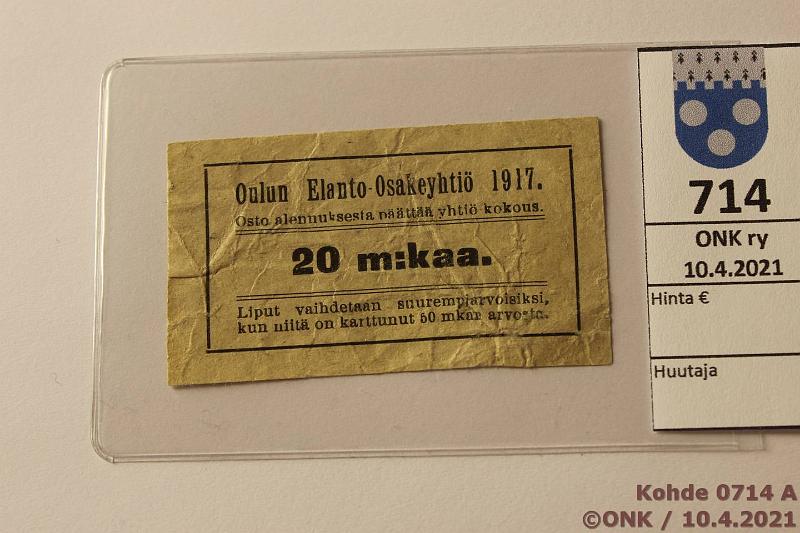 Oulun Elanto-Osakeyhtiö 1917.
Osto alennuksesta päättää yhtiö kokous.
20 m:kaa.
Liput vaihdetaan suurempiarvoisiksi,
kun niitä on karttunut 50 mkan arvosta.
714
ONK ry
10.4.2021
Hinta €
Huutaja
Kohde 0714 A
©ONK / 10.4.2021